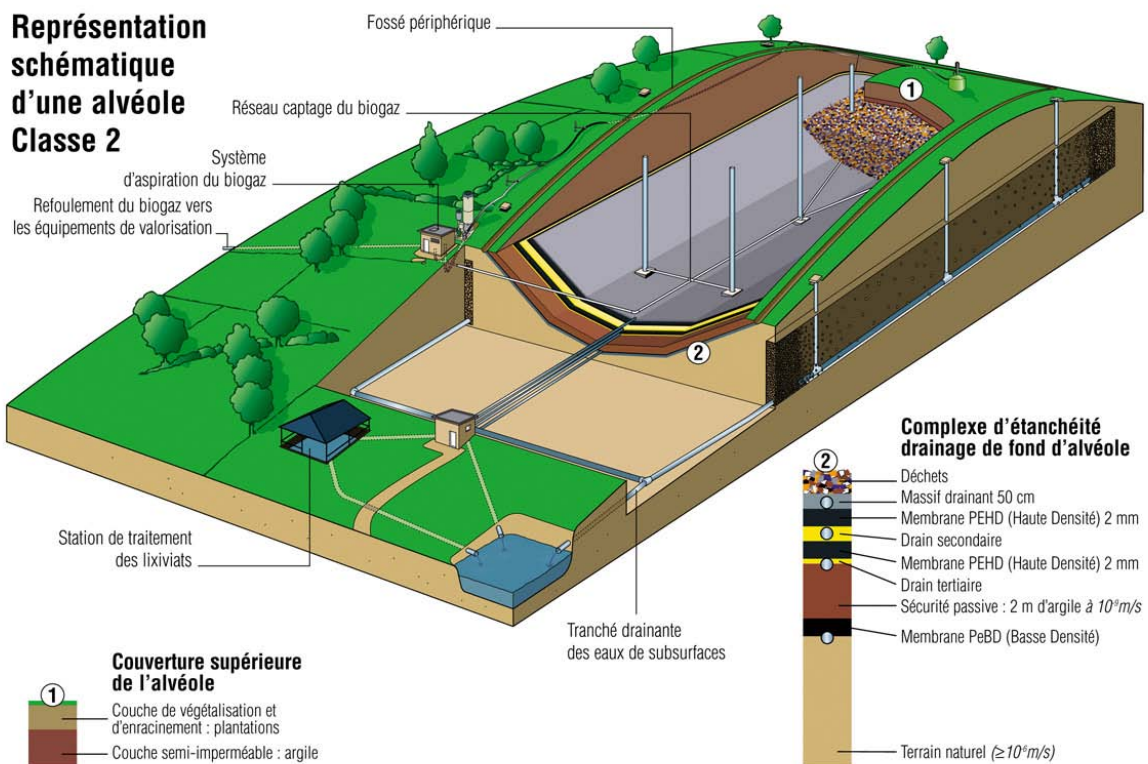 Représentation
schématique
d'une alvéole
Classe 2
Fossé périphérique
Réseau captage du biogaz
Système
d'aspiration du biogaz
Refoulement du biogaz vers
les équipements de valorisation
1
2
Station de traitement
des lixiviats
Tranché drainante
des eaux de subsurfaces
Complexe d'étanchéité
drainage de fond d'alvéole
2
Déchets
Massif drainant 50 cm
Membrane PEHD (Haute Densité) 2 mm
Drain secondaire
Membrane PEHD (Haute Densité) 2 mm
Drain tertiaire
Sécurité passive : 2 m d'argile à 10⁻⁹m/s
Membrane PeBD (Basse Densité)
Terrain naturel (≥10⁶m/s)
Couverture supérieure
de l'alvéole
1
Couche de végétalisation et
d'enracinement : plantations
Couche semi-imperméable : argile